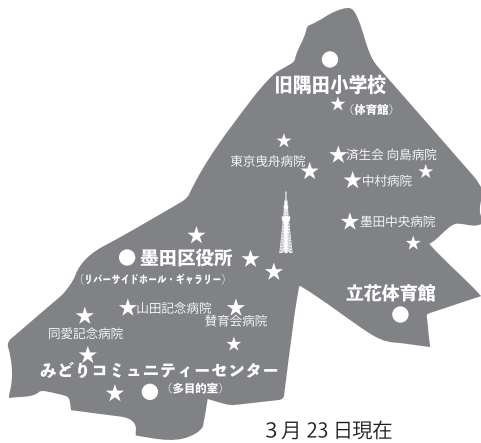 旧隅田小学校
(体育館)
済生会 向島病院
東京曳舟病院
中村病院
墨田中央病院
墨田区役所
(リバーサイドホール・ギャラリー)
立花体育館
山田記念病院
賛育会病院
同愛記念病院
みどりコミュニティーセンター
(多目的室)
3月23日現在